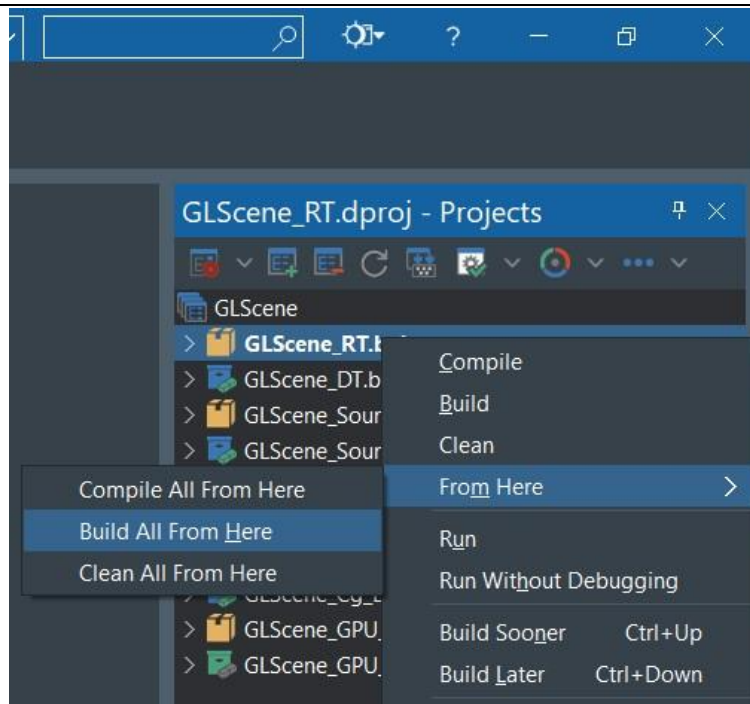 ?
GLScene_RT.dproj - Projects
GLScene
GLScene_RT.b
GLScene_DT.b
GLScene_Sour
GLScene_Sour
GLScene_GPU_
GLScene_GPU_
Compile
Build
Clean
From Here
Run
Run Without Debugging
Build Sooner Ctrl+Up
Build Later Ctrl+Down
Compile All From Here
Build All From Here
Clean All From Here